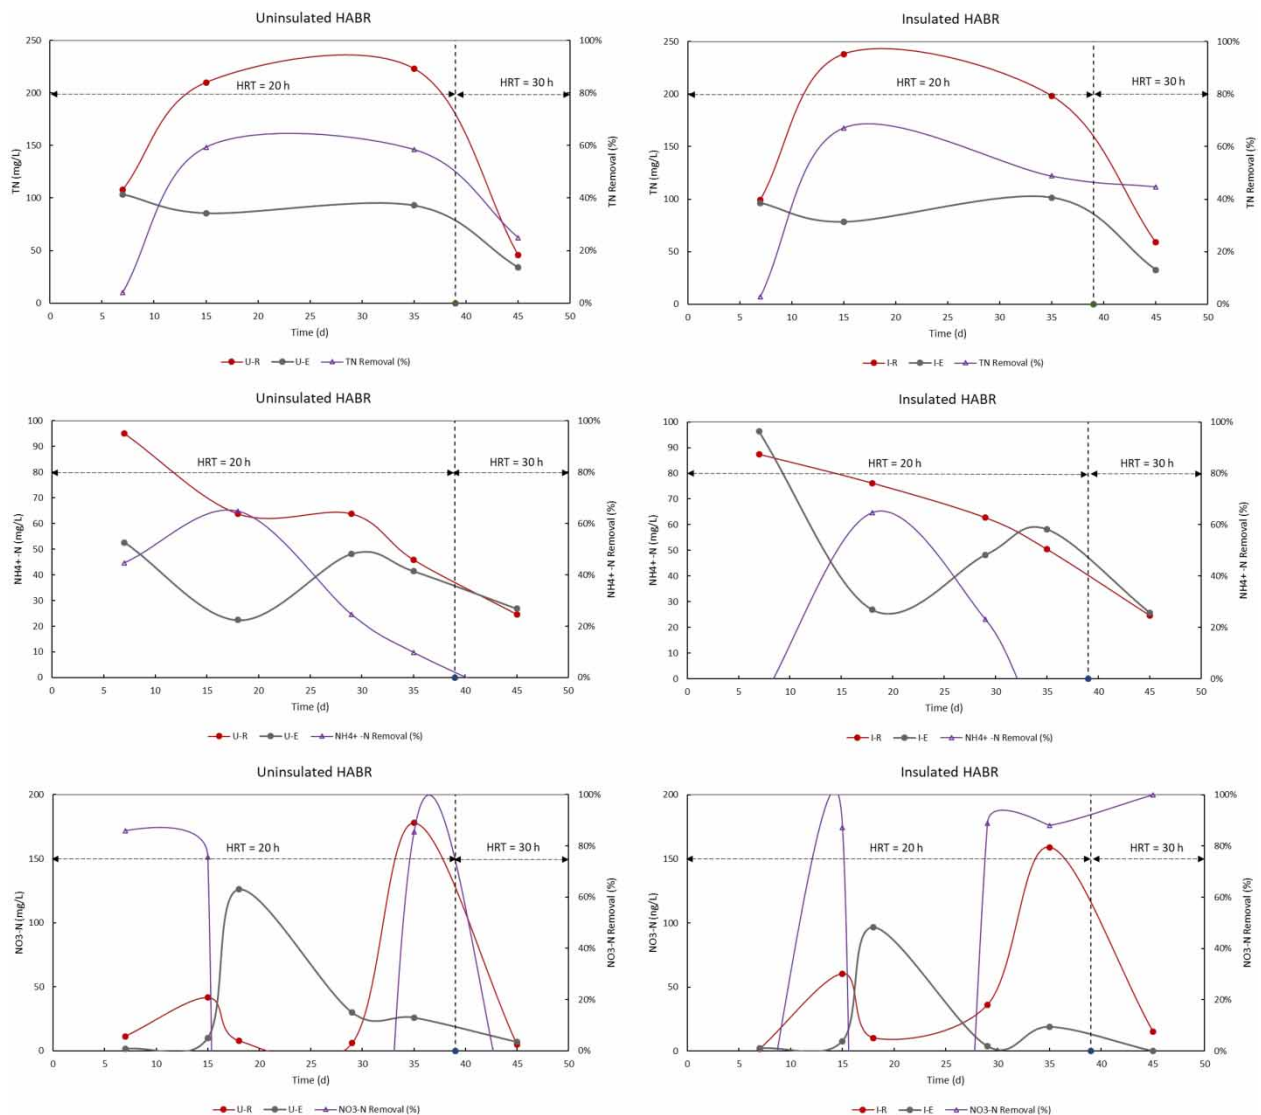 Uninsulated HABR
250
200
150
100
50
0
TN (mg/L)
100%
80%
60%
40%
20%
0%
TN Removal (%)
HRT = 20 h
HRT = 30 h
0 5 10 15 20 25 30 35 40 45 50
Time (d)
U-R U-E TN Removal (%)
Insulated HABR
250
200
150
100
50
0
TN (mg/L)
100%
80%
60%
40%
20%
0%
TN Removal (%)
HRT = 20 h
HRT = 30 h
0 5 10 15 20 25 30 35 40 45 50
Time (d)
I-R I-E TN Removal (%)
Uninsulated HABR
100
90
80
70
60
50
40
30
20
10
0
NH4+ -N (mg/L)
100%
80%
60%
40%
20%
0%
NH4+ -N Removal (%)
HRT = 20 h
HRT = 30 h
0 5 10 15 20 25 30 35 40 45 50
Time (d)
U-R U-E NH4+ -N Removal (%)
Insulated HABR
100
90
80
70
60
50
40
30
20
10
0
NH4+ -N (mg/L)
100%
80%
60%
40%
20%
0%
NH4+ -N Removal (%)
HRT = 20 h
HRT = 30 h
0 5 10 15 20 25 30 35 40 45 50
Time (d)
I-R I-E NH4+ -N Removal (%)
Uninsulated HABR
200
150
100
50
0
NO3-N (mg/L)
100%
80%
60%
40%
20%
0%
NO3-N Removal (%)
HRT = 20 h
HRT = 30 h
0 5 10 15 20 25 30 35 40 45 50
Time (d)
U-R U-E NO3-N Removal (%)
Insulated HABR
200
150
100
50
0
NO3-N (ng/L)
100%
80%
60%
40%
20%
0%
NO3-N Removal (%)
HRT = 20 h
HRT = 30 h
0 5 10 15 20 25 30 35 40 45 50
Time (d)
I-R I-E NO3-N Removal (%)